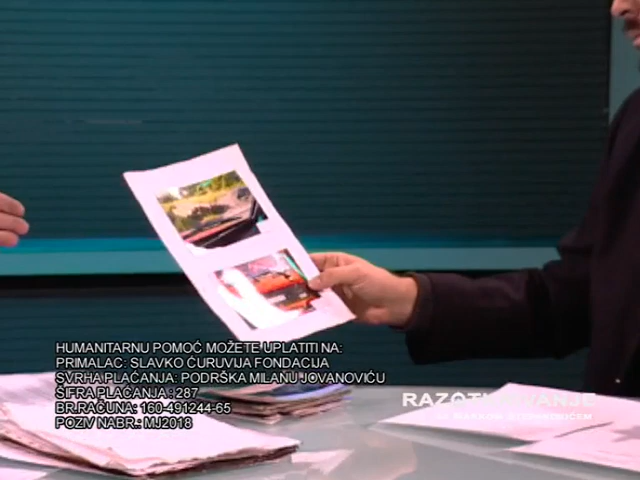 HUMANITARNU POMOĆ MOŽETE UPLATITI NA:
PRIMALAC: SLAVKO ĆURUVIJA FONDACIJA
SVRHA PLAĆANJA: PODRŠKA MILANU JOVANOVIĆU
ŠIFRA PLAĆANJA: 287
BR.RAČUNA: 160-491244-65
POZIV NABR.: MJ2018